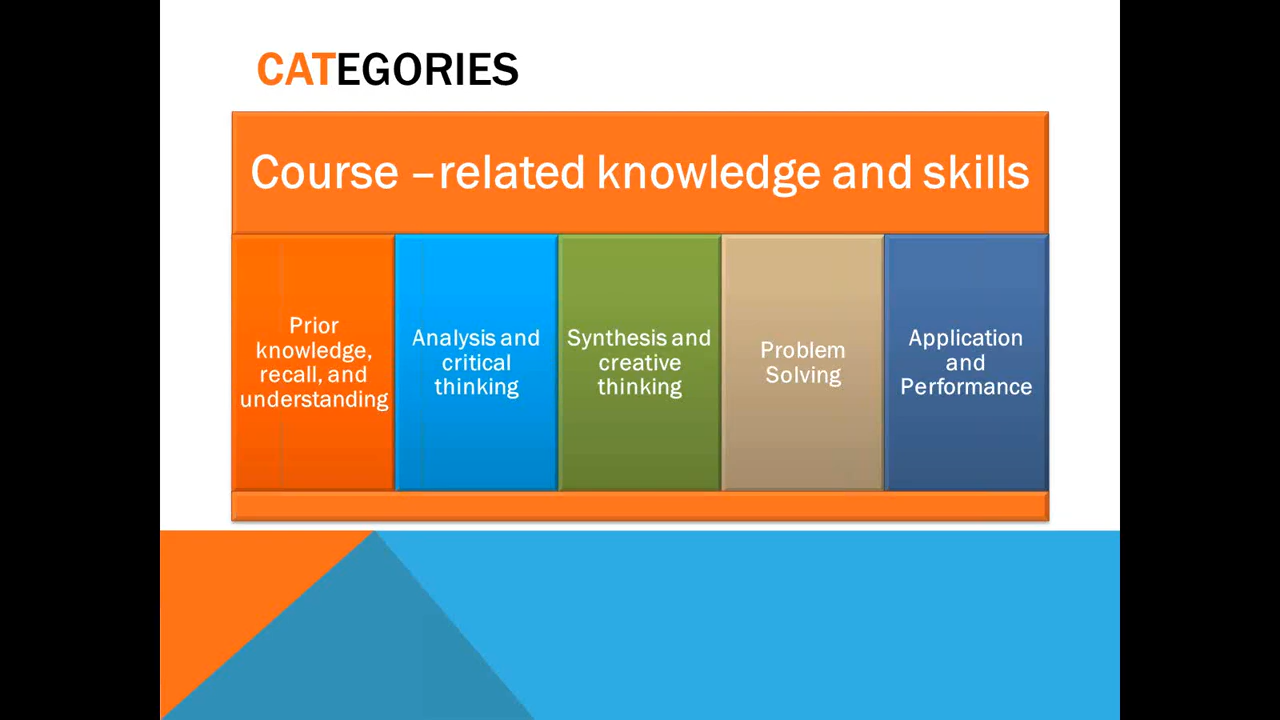 CATEGORIES
Course –related knowledge and skills
Prior
knowledge,
recall, and
understanding
Analysis and
critical
thinking
Synthesis and
creative
thinking
Problem
Solving
Application
and
Performance